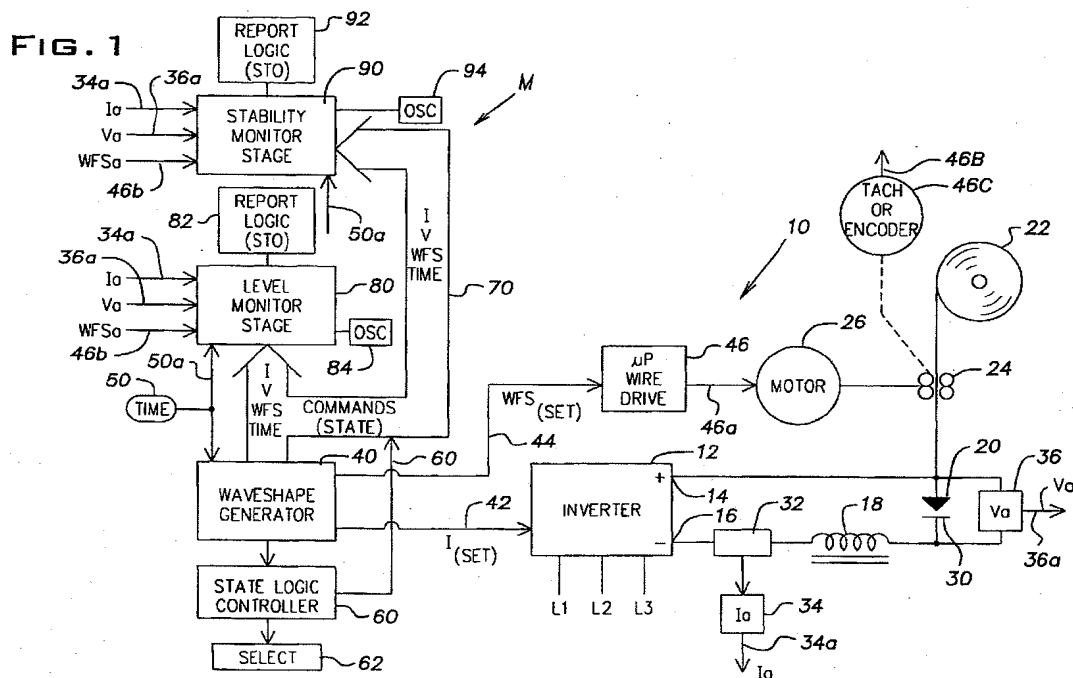 FIG. 1
92
REPORT
LOGIC
(STO)
34a
36a
90
94
M
Ia
Va
WFSa
46b
STABILITY
MONITOR
STAGE
OSC
82
REPORT
LOGIC
(STO)
50a
I
V
WFS
TIME
70
34a
36a
Ia
Va
WFSa
46b
LEVEL
MONITOR
STAGE
80
OSC
84
50a
50
TIME
I
V
WFS
TIME
COMMANDS
(STATE)
40
60
WAVESHAPE
GENERATOR
STATE LOGIC
CONTROLLER
60
SELECT
62
WFS (SET)
44
42
I (SET)
46B
46C
TACH
OR
ENCODER
22
10
26
46
µP
WIRE
DRIVE
46a
MOTOR
24
12
INVERTER
+
14
16
−
L1
L2
L3
32
18
20
30
36
Va
Va
36a
Ia
34
34a
Ia